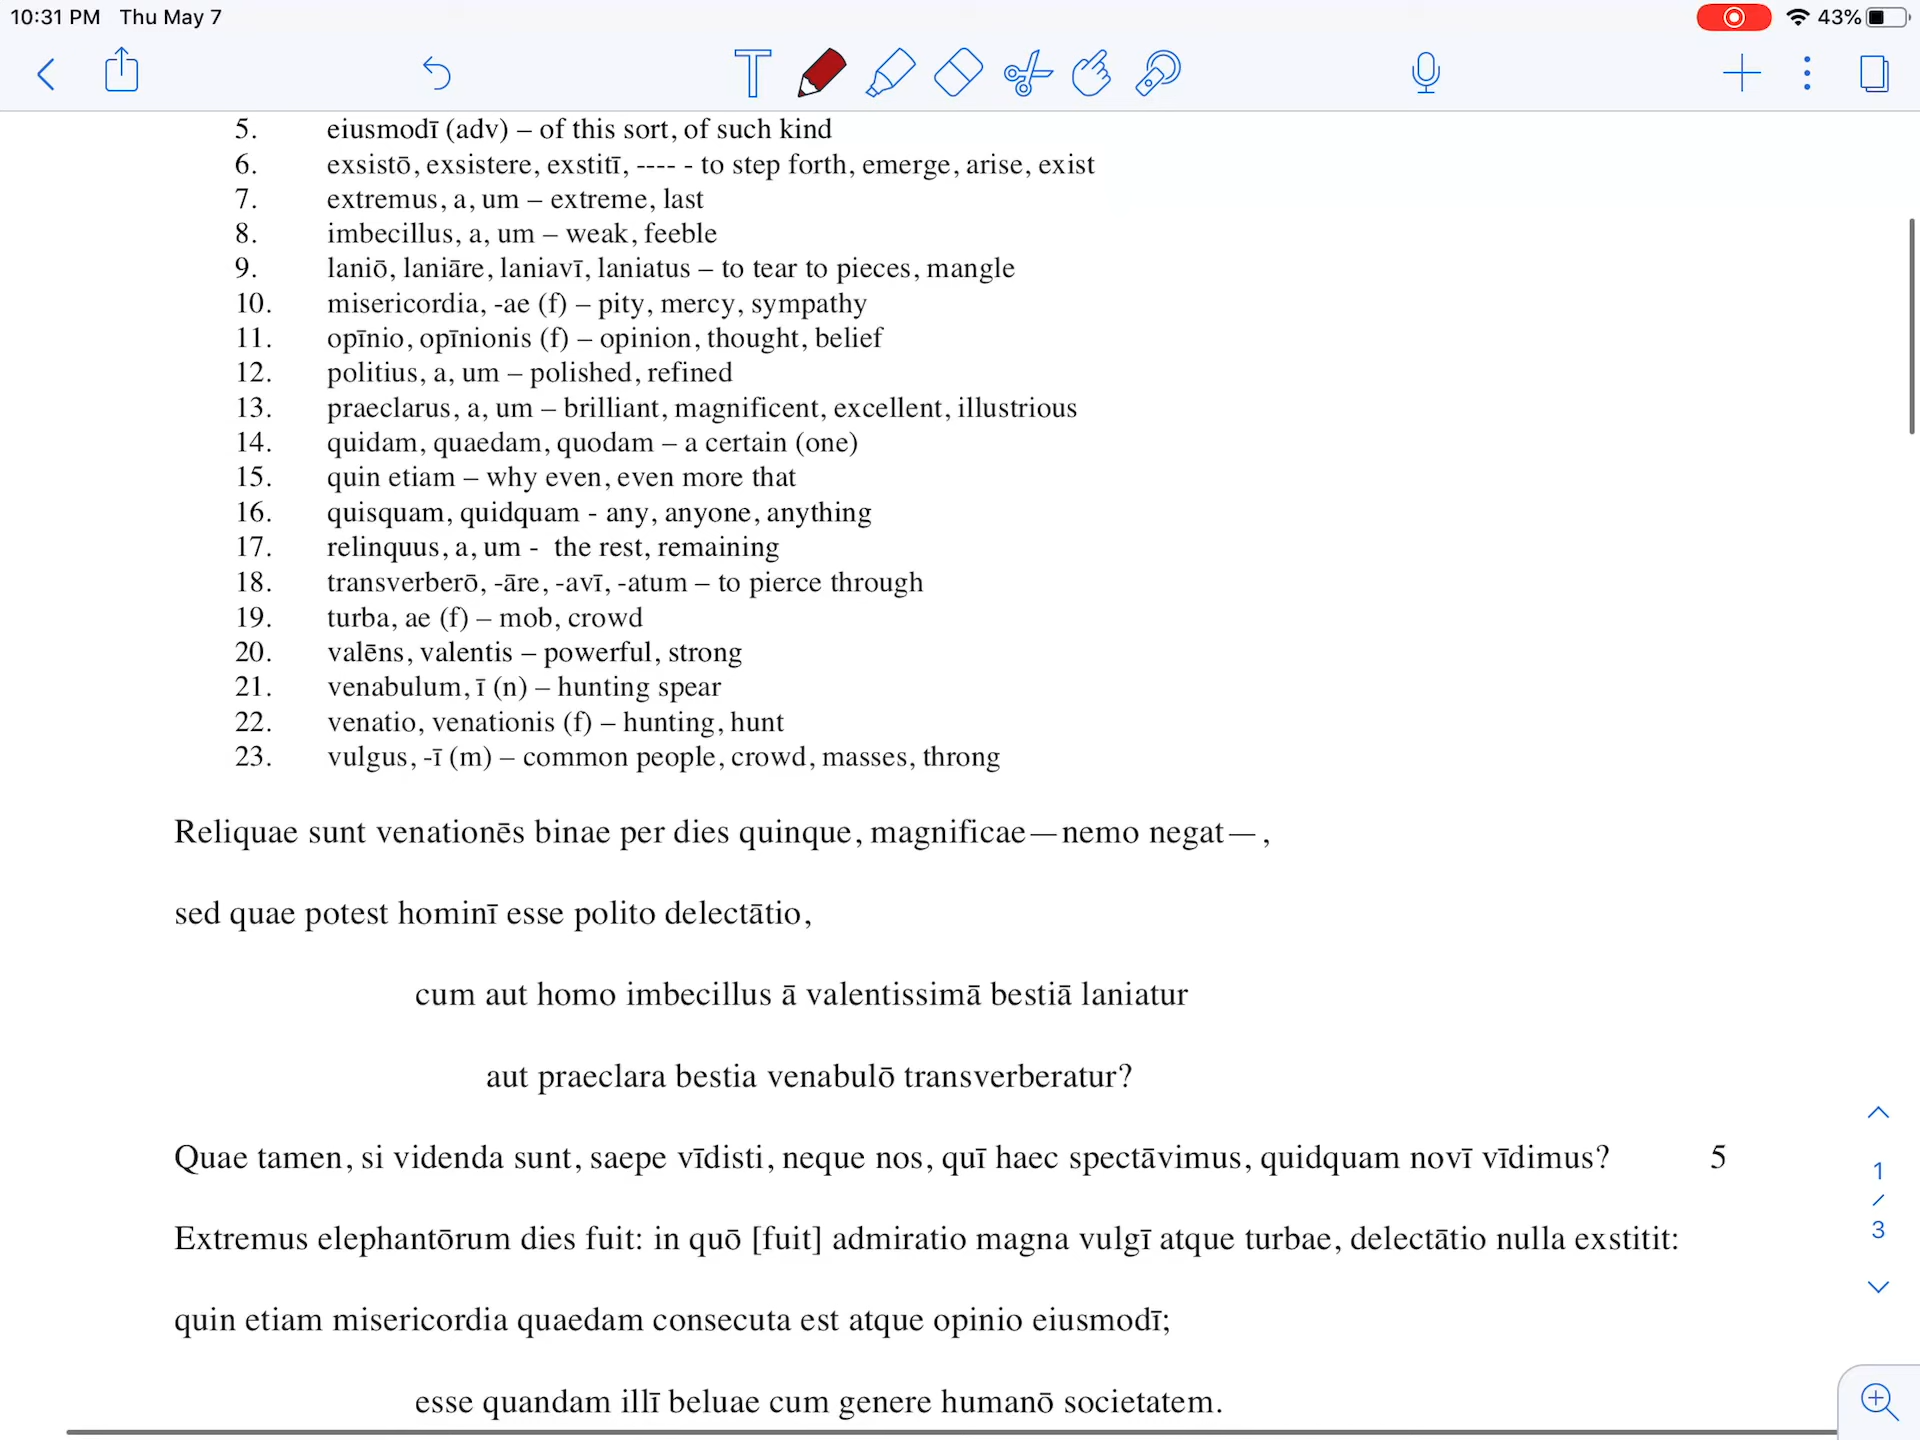 10:31 PM Thu May 7 43%
5. eiusmodī (adv) – of this sort, of such kind
6. exsistō, exsistere, exstitī, ---- - to step forth, emerge, arise, exist
7. extremus, a, um – extreme, last
8. imbecillus, a, um – weak, feeble
9. laniō, laniāre, laniavī, laniatus – to tear to pieces, mangle
10. misericordia, -ae (f) – pity, mercy, sympathy
11. opīnio, opīnionis (f) – opinion, thought, belief
12. politius, a, um – polished, refined
13. praeclarus, a, um – brilliant, magnificent, excellent, illustrious
14. quidam, quaedam, quodam – a certain (one)
15. quin etiam – why even, even more that
16. quisquam, quidquam - any, anyone, anything
17. relinquus, a, um - the rest, remaining
18. transverberō, -āre, -avī, -atum – to pierce through
19. turba, ae (f) – mob, crowd
20. valēns, valentis – powerful, strong
21. venabulum, ī (n) – hunting spear
22. venatio, venationis (f) – hunting, hunt
23. vulgus, -ī (m) – common people, crowd, masses, throng
Reliquae sunt venationēs binae per dies quinque, magnificae—nemo negat—,
sed quae potest hominī esse polito delectātio,
cum aut homo imbecillus ā valentissimā bestiā laniatur
aut praeclara bestia venabulō transverberatur?
Quae tamen, si videnda sunt, saepe vīdisti, neque nos, quī haec spectāvimus, quidquam novī vīdimus? 5
Extremus elephantōrum dies fuit: in quō [fuit] admiratio magna vulgī atque turbae, delectātio nulla exstitit:
quin etiam misericordia quaedam consecuta est atque opinio eiusmodī;
esse quandam illī beluae cum genere humanō societatem.
1
/
3